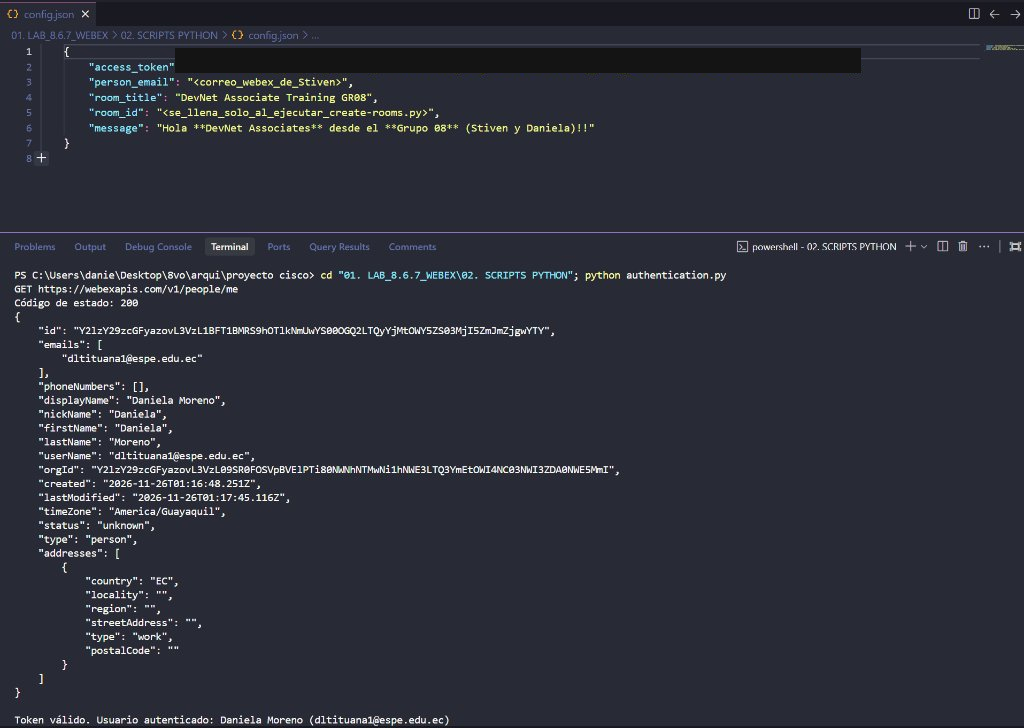 config.json
01. LAB_8.6.7_WEBEX > 02. SCRIPTS PYTHON > config.json > ...
1 {
2 "access_token"
3 "person_email": "<correo_webex_de_Stiven>",
4 "room_title": "DevNet Associate Training GR08",
5 "room_id": "<se_llena_solo_al_ejecutar_create-rooms.py>",
6 "message": "Hola **DevNet Associates** desde el **Grupo 08** (Stiven y Daniela)!!"
7 }
8
Problems Output Debug Console Terminal Ports Query Results Comments powershell - 02. SCRIPTS PYTHON
PS C:\Users\danie\Desktop\8vo\arqui\proyecto cisco> cd "01. LAB_8.6.7_WEBEX\02. SCRIPTS PYTHON"; python authentication.py
GET https://webexapis.com/v1/people/me
Código de estado: 200
{
"id": "Y2lzY29zcGFyazovL3VzL1BFT1BMRS9hOTlkNmUwYS00OGQ2LTQyYjMtOWY5ZS03MjI5ZmJmZjgwYTY",
"emails": [
"dltituana1@espe.edu.ec"
],
"phoneNumbers": [],
"displayName": "Daniela Moreno",
"nickName": "Daniela",
"firstName": "Daniela",
"lastName": "Moreno",
"userName": "dltituana1@espe.edu.ec",
"orgId": "Y2lzY29zcGFyazovL3VzL09SR0FOSVpBVElPTi80NWNhNTMwNi1hNWE3LTQ3YmEtOWI4NC03NWI3ZDA0NWE5MmI",
"created": "2026-11-26T01:16:48.251Z",
"lastModified": "2026-11-26T01:17:45.116Z",
"timeZone": "America/Guayaquil",
"status": "unknown",
"type": "person",
"addresses": [
{
"country": "EC",
"locality": "",
"region": "",
"streetAddress": "",
"type": "work",
"postalCode": ""
}
]
}
Token válido. Usuario autenticado: Daniela Moreno (dltituana1@espe.edu.ec)